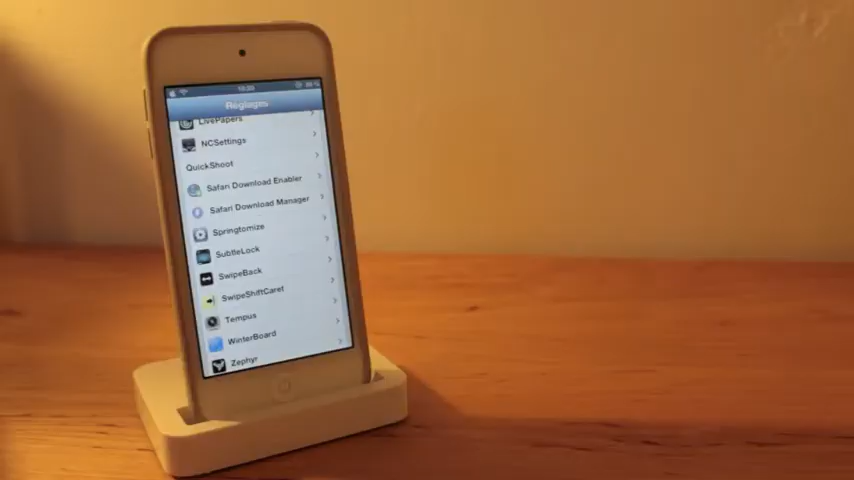 Réglages
LivePapers
NCSettings
QuickShoot
Safari Download Enabler
Safari Download Manager
Springtomize
SubtleLock
SwipeBack
SwipeShiftCaret
Tempus
WinterBoard
Zephyr